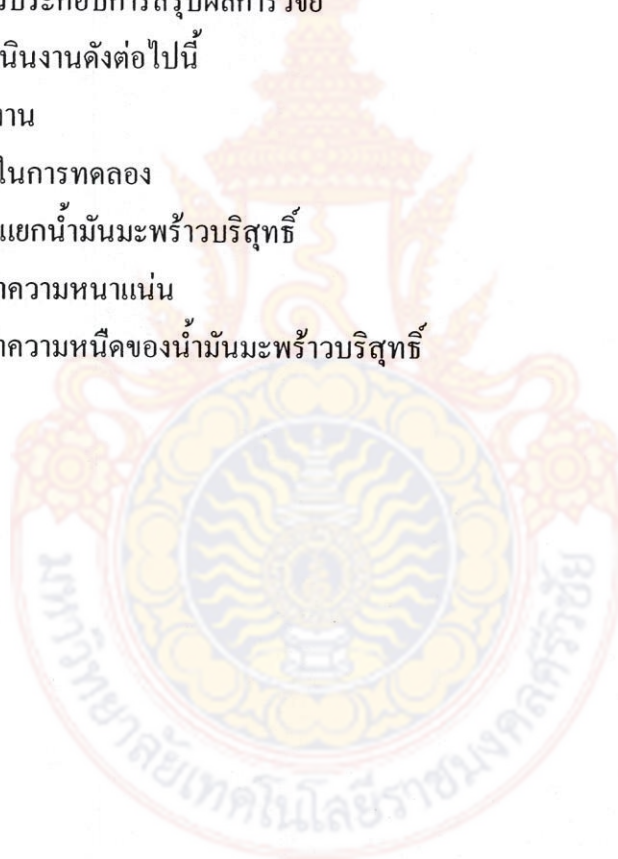 ประกอบการสรุปผลการวิจัย
นินงานดังต่อไปนี้
งาน
ในการทดลอง
แยกน้ำมันมะพร้าวบริสุทธิ์
าความหนาแน่น
าความหนืดของน้ำมันมะพร้าวบริสุทธิ์
มหาวิทยาลัยเทคโนโลยีราชมงคลศรีวิชัย